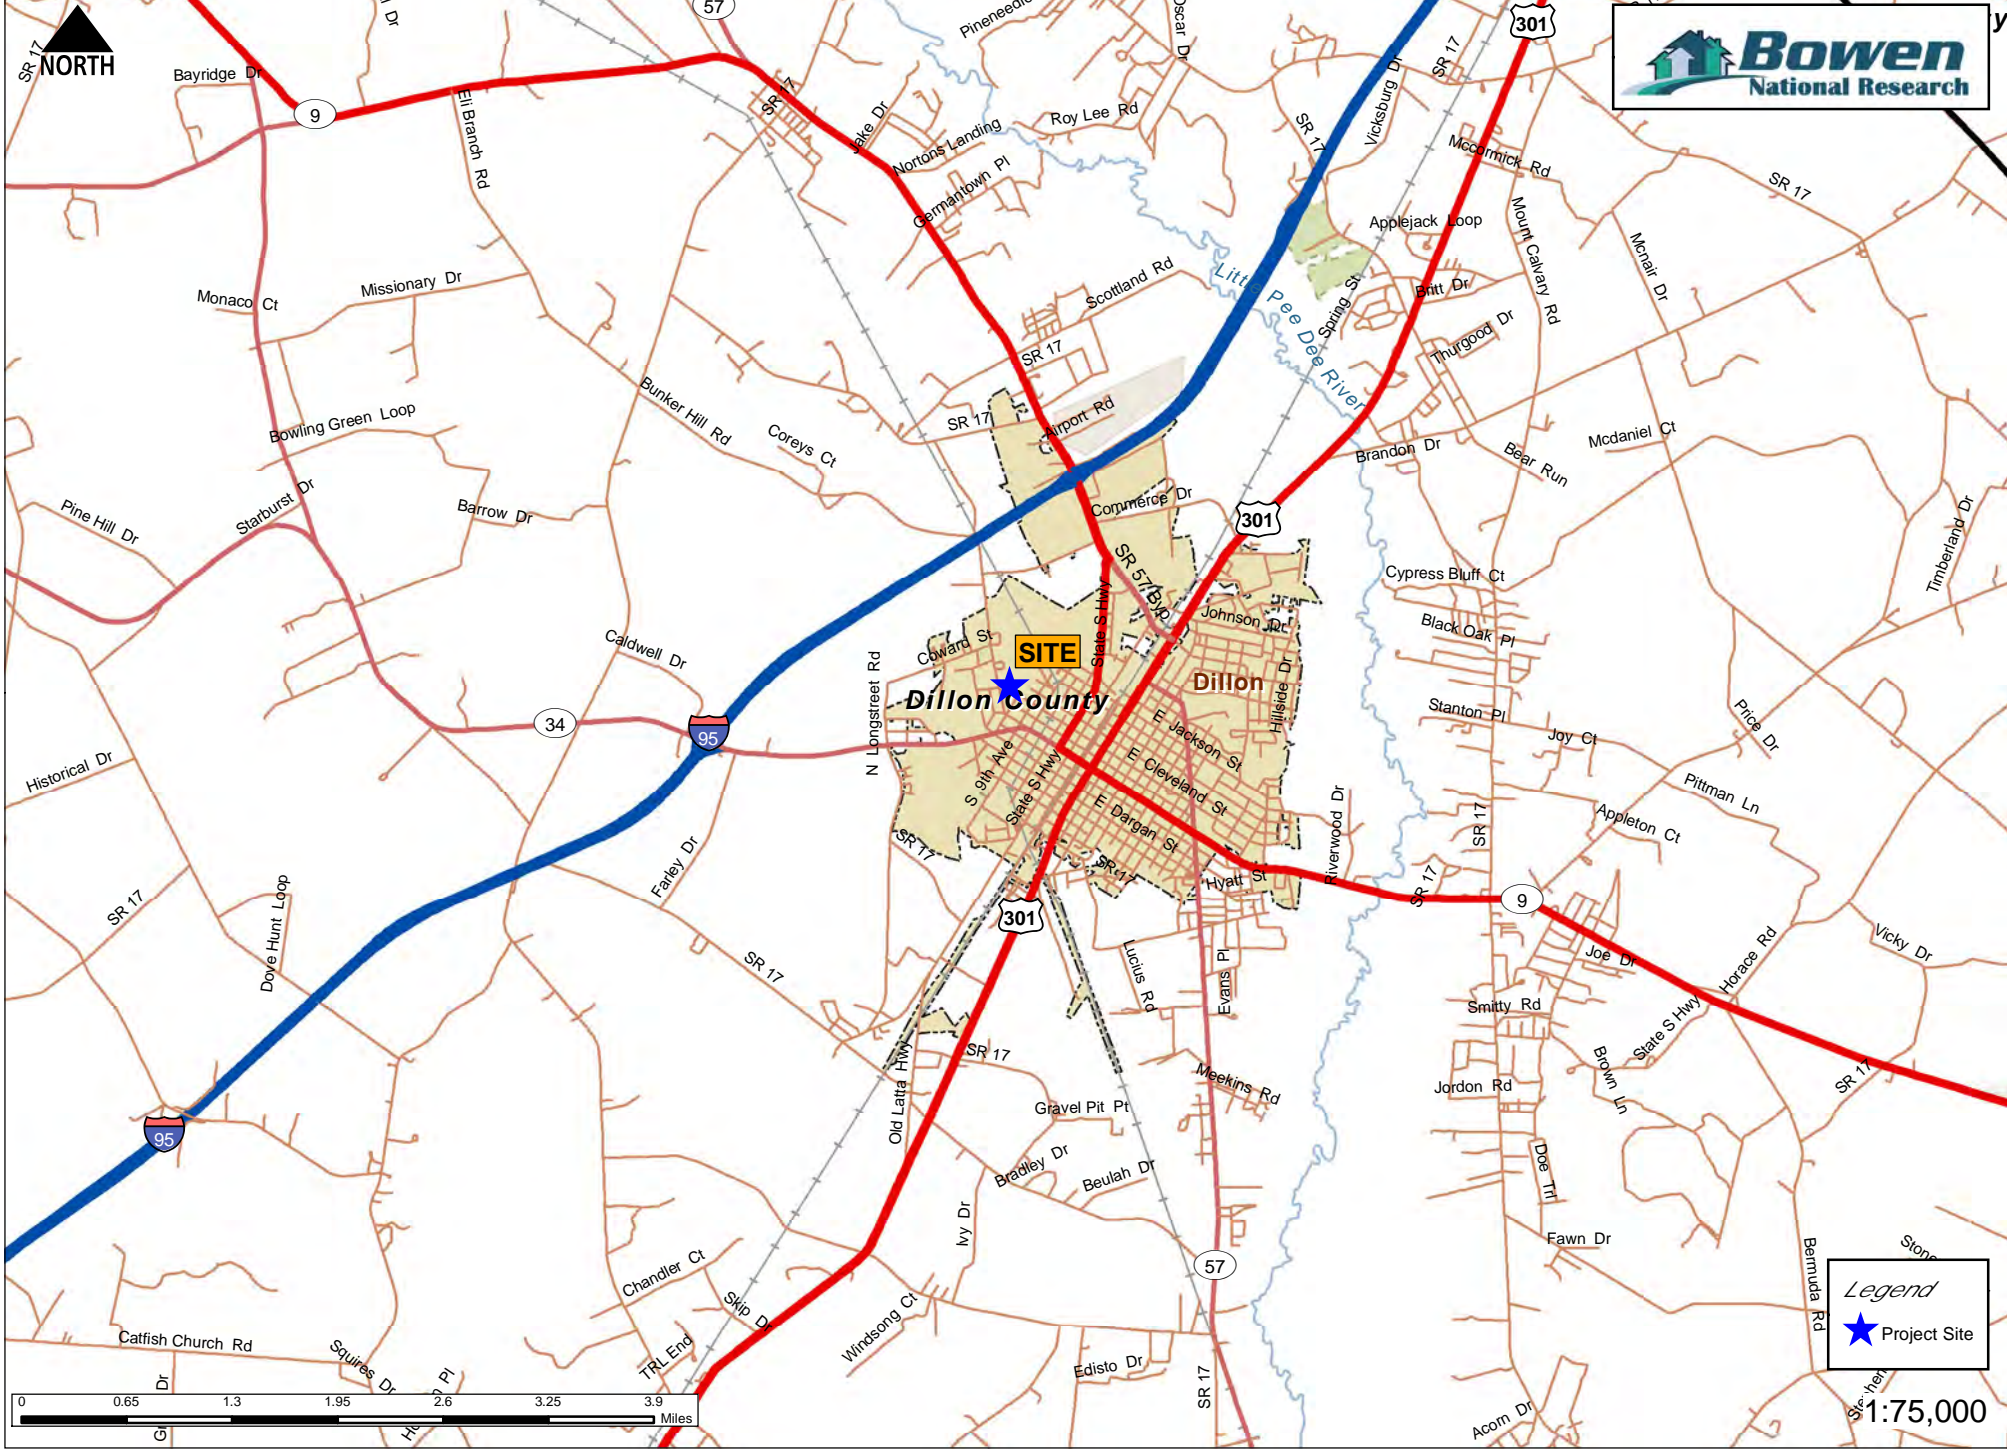 NORTH
SR 17
Bayridge Dr
9
Eli Branch Rd
57
SR 17
Jake Dr
Nortons Landing
Germantown Pl
Roy Lee Rd
Oscar Dr
SR 17
Vicksburg Dr
SR 17
301
Bowen
National Research
Mccormick Rd
SR 17
Applejack Loop
Mount Calvary Rd
Mcnair Dr
Missionary Dr
Monaco Ct
Scottland Rd
Little Pee Dee River
Spring St
Britt Dr
Thurgood Dr
SR 17
Bunker Hill Rd
Bowling Green Loop
Coreys Ct
SR 17
Airport Rd
Brandon Dr
Bear Run
Mcdaniel Ct
Starburst Dr
Pine Hill Dr
Barrow Dr
Commerce Dr
301
Timberland Dr
SR 57 Byp
State S Hwy
Johnson Dr
Cypress Bluff Ct
Black Oak Pl
Caldwell Dr
Coward St
SITE
N Longstreet Rd
Dillon County
Dillon
Hillside Dr
Stanton Pl
Joy Ct
Price Dr
34
95
E Jackson St
Historical Dr
S 9th Ave
State S Hwy
E Cleveland St
E Dargan St
Pittman Ln
Appleton Ct
Riverwood Dr
SR 17
Farley Dr
SR 17
SR 17
Hyatt St
SR 17
9
SR 17
Dove Hunt Loop
301
SR 17
Lucius Rd
Evans Pl
Joe Dr
Horace Rd
Vicky Dr
Smitty Rd
State S Hwy
SR 17
Old Latta Hwy
Meekins Rd
Jordon Rd
Brown Ln
SR 17
Gravel Pit Pt
95
Bradley Dr
Beulah Dr
Doe Trl
Ivy Dr
Fawn Dr
Bermuda Rd
57
Chandler Ct
Skip Dr
Windsong Ct
Legend
Project Site
Catfish Church Rd
Squires Dr
TRL End
Edisto Dr
SR 17
Acorn Dr
0 0.65 1.3 1.95 2.6 3.25 3.9
Miles
1:75,000